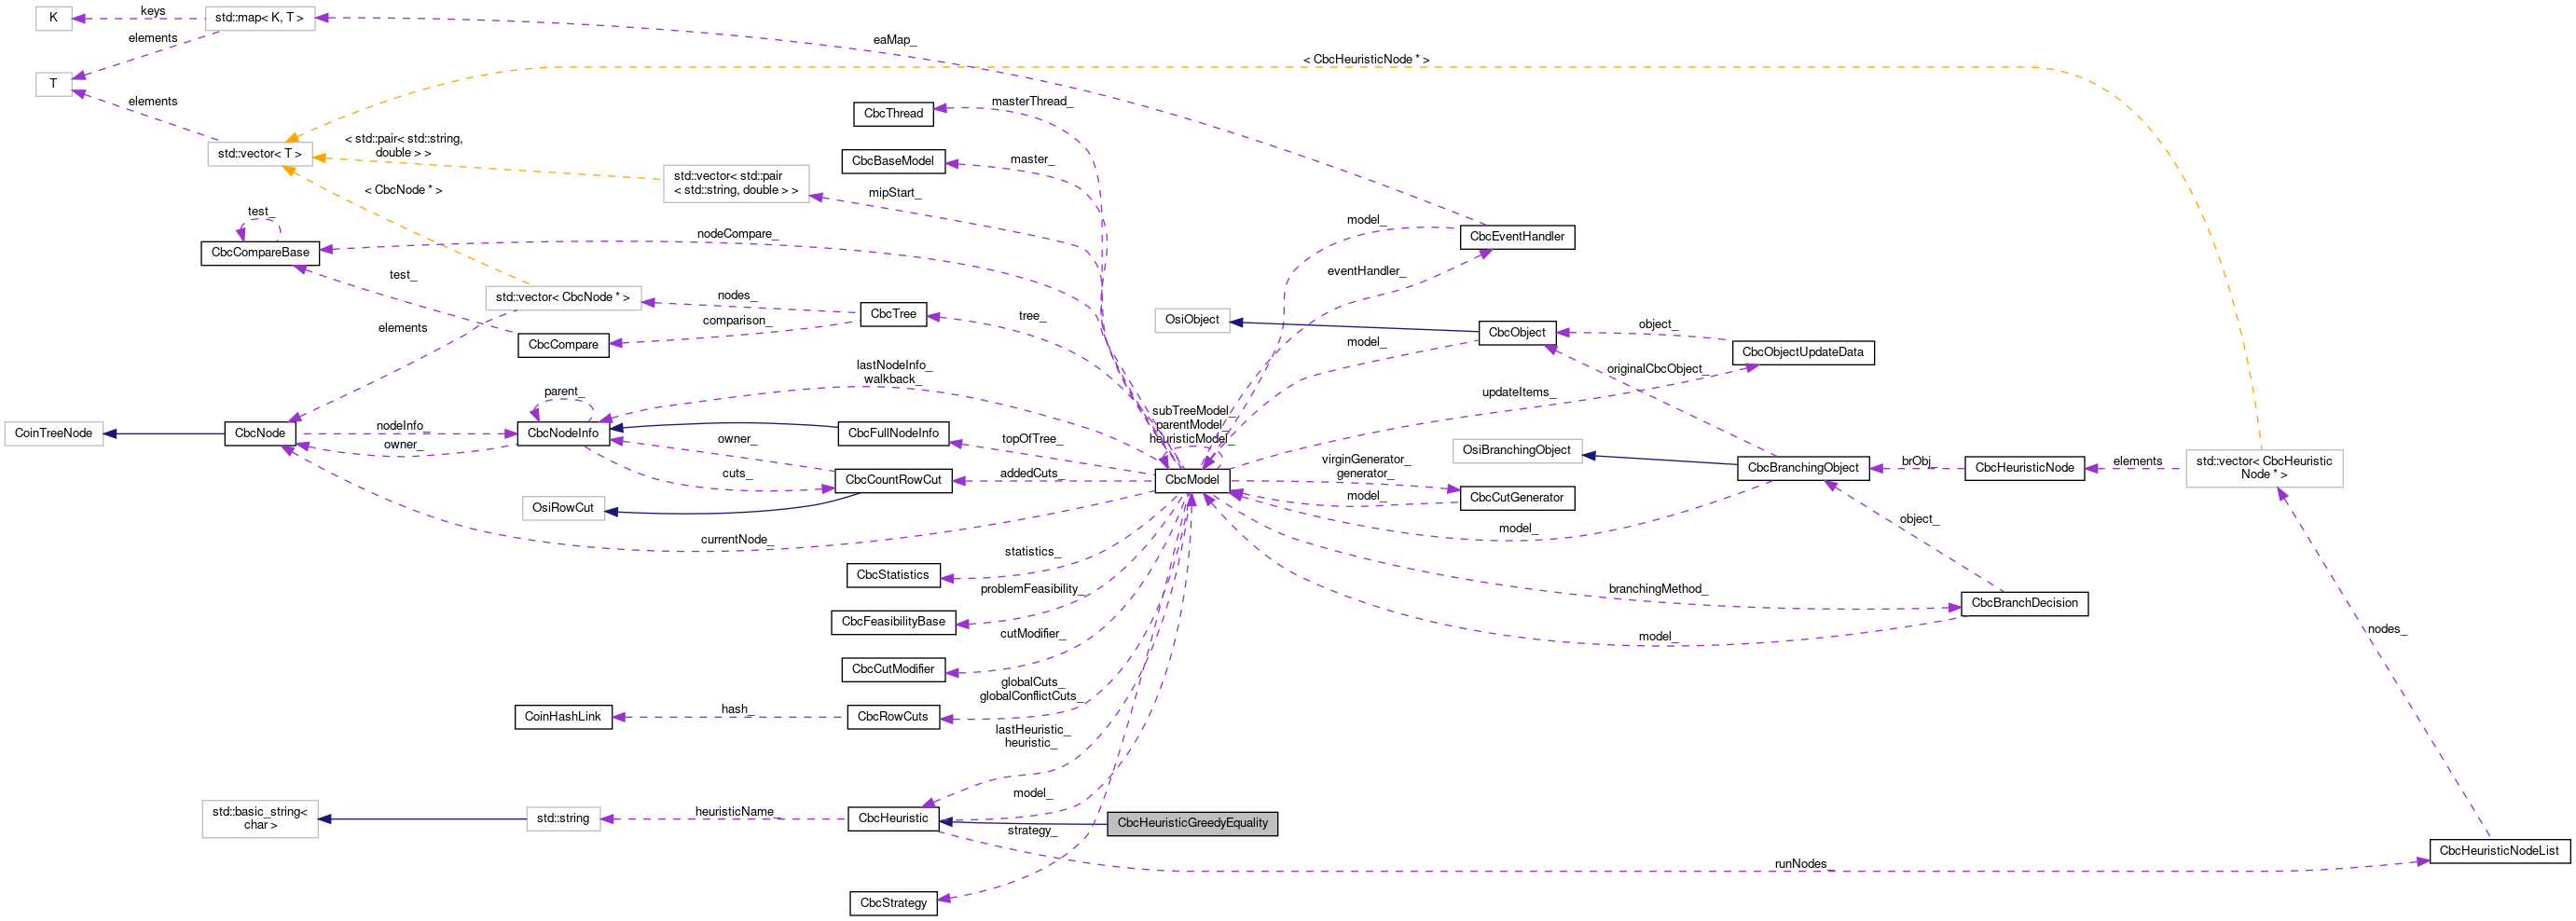 K
keys
std::map< K, T >
elements
eaMap_
< CbcHeuristicNode * >
T
elements
masterThread_
CbcThread
std::vector< T >
< std::pair< std::string,
double > >
CbcBaseModel
master_
std::vector< std::pair
< std::string, double > >
mipStart_
< CbcNode * >
test_
CbcCompareBase
nodeCompare_
model_
CbcEventHandler
eventHandler_
test_
std::vector< CbcNode * >
nodes_
comparison_
CbcTree
tree_
elements
CbcCompare
OsiObject
CbcObject
object_
CbcObjectUpdateData
model_
originalCbcObject_
updateItems_
lastNodeInfo_
walkback_
parent_
subTreeModel_
parentModel_
heuristicModel_
CoinTreeNode
CbcNode
nodeInfo_
owner_
CbcNodeInfo
owner_
cuts_
CbcFullNodeInfo
topOfTree_
CbcCountRowCut
addedCuts_
CbcModel
OsiRowCut
currentNode_
virginGenerator_
generator_
model_
CbcCutGenerator
OsiBranchingObject
CbcBranchingObject
brObj_
CbcHeuristicNode
elements
std::vector< CbcHeuristic
Node * >
model_
object_
statistics_
CbcStatistics
problemFeasibility_
CbcFeasibilityBase
branchingMethod_
CbcBranchDecision
model_
nodes_
cutModifier_
CbcCutModifier
globalCuts_
globalConflictCuts_
CoinHashLink
hash_
CbcRowCuts
lastHeuristic_
heuristic_
std::basic_string<
char >
std::string
heuristicName_
CbcHeuristic
model_
CbcHeuristicGreedyEquality
strategy_
runNodes_
CbcHeuristicNodeList
CbcStrategy